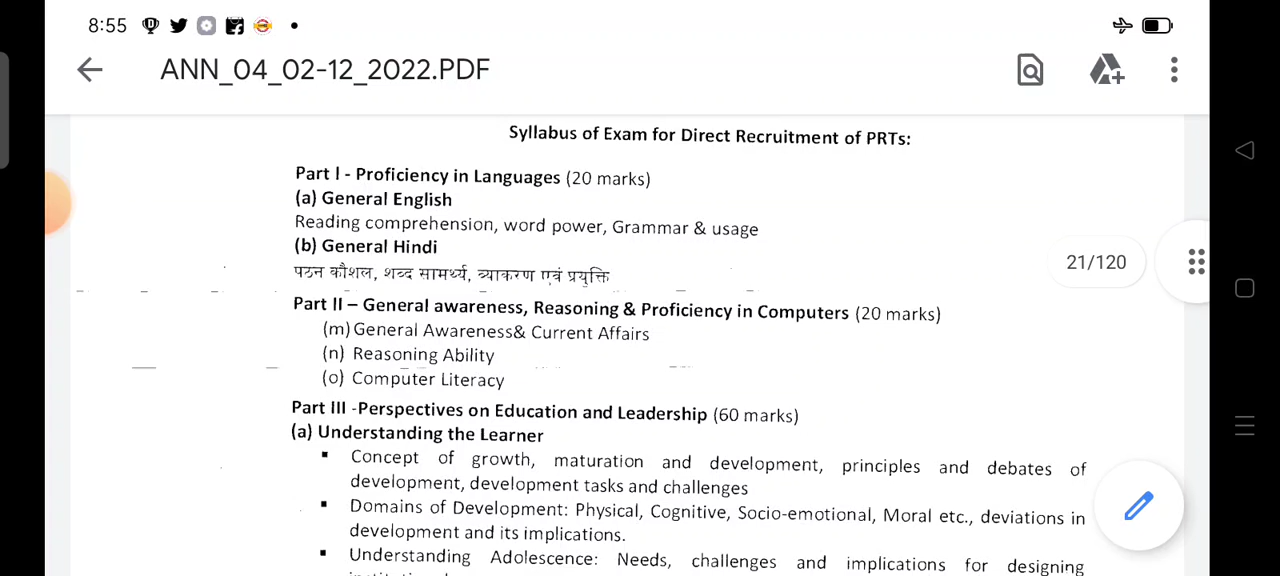 8:55
ANN_04_02-12_2022.PDF
Syllabus of Exam for Direct Recruitment of PRTs:
Part I - Proficiency in Languages (20 marks)
(a) General English
Reading comprehension, word power, Grammar & usage
(b) General Hindi
पठन कौशल, शब्द सामर्थ्य, व्याकरण एवं प्रयुक्ति
21/120
Part II – General awareness, Reasoning & Proficiency in Computers (20 marks)
(m) General Awareness& Current Affairs
(n) Reasoning Ability
(o) Computer Literacy
Part III -Perspectives on Education and Leadership (60 marks)
(a) Understanding the Learner
▪ Concept of growth, maturation and development, principles and debates of
development, development tasks and challenges
▪ Domains of Development: Physical, Cognitive, Socio-emotional, Moral etc., deviations in
development and its implications.
▪ Understanding Adolescence: Needs, challenges and implications for designing